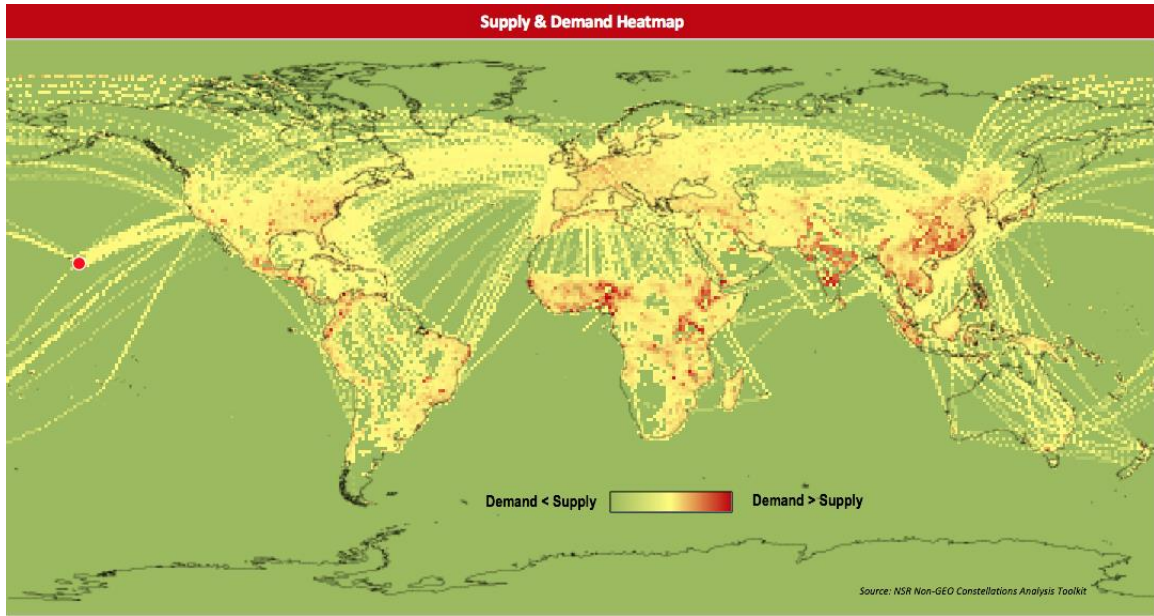 Supply & Demand Heatmap
Demand < Supply
Demand > Supply
Source: NSR Non-GEO Constellations Analysis Toolkit